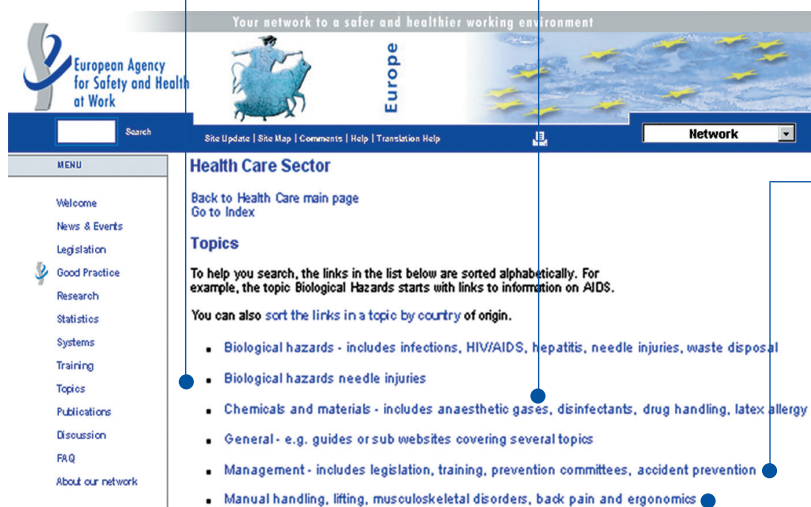 Your network to a safer and healthier working environment
European Agency
for Safety and Health
at Work
Europe
Search
Site Update | Site Map | Comments | Help | Translation Help
Network
MENU
Welcome
News & Events
Legislation
Good Practice
Research
Statistics
Systems
Training
Topics
Publications
Discussion
FAQ
About our network
Health Care Sector
Back to Health Care main page
Go to Index
Topics
To help you search, the links in the list below are sorted alphabetically. For
example, the topic Biological Hazards starts with links to information on AIDS.
You can also sort the links in a topic by country of origin.
Biological hazards - includes infections, HIV/AIDS, hepatitis, needle injuries, waste disposal
Biological hazards needle injuries
Chemicals and materials - includes anaesthetic gases, disinfectants, drug handling, latex allergy
General - e.g. guides or sub websites covering several topics
Management - includes legislation, training, prevention committees, accident prevention
Manual handling, lifting, musculoskeletal disorders, back pain and ergonomics